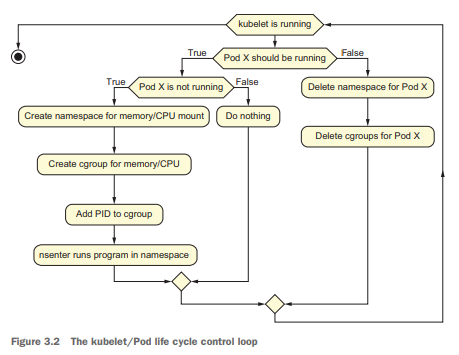 kubelet is running
True
Pod X should be running
False
True
Pod X is not running
False
Create namespace for memory/CPU mount
Do nothing
Delete namespace for Pod X
Create cgroup for memory/CPU
Delete cgroups for Pod X
Add PID to cgroup
nsenter runs program in namespace
Figure 3.2 The kubelet/Pod life cycle control loop